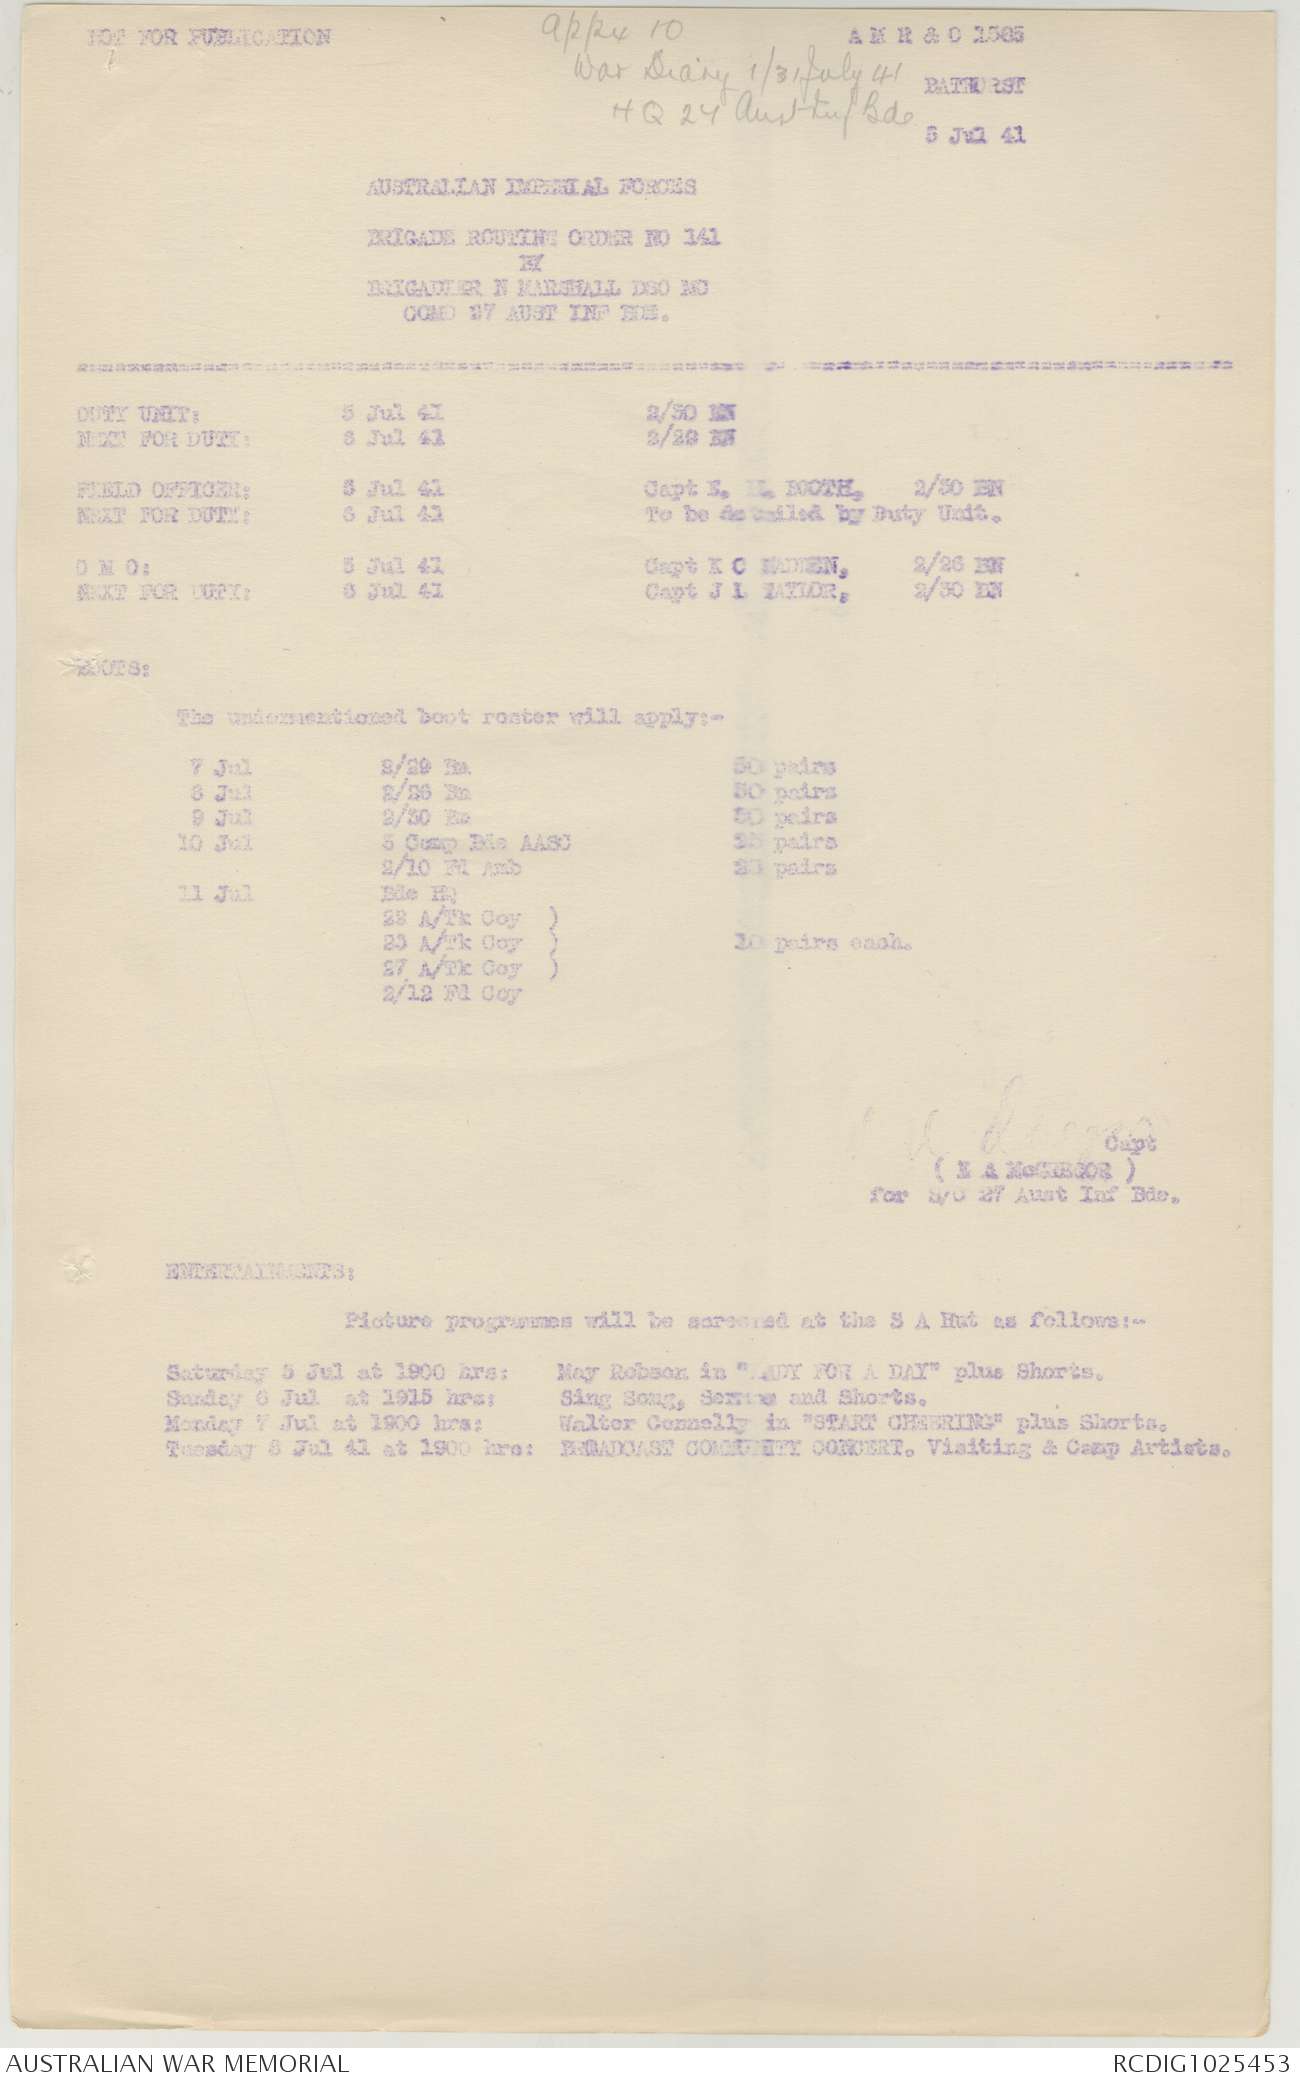 NOT FOR PUBLICATION
Appx 10
A M R & O 1565
War Diary 1/31 July 41
BATHURST
HQ 27 Aust Inf Bde
5 Jul 41
AUSTRALIAN IMPERIAL FORCES
BRIGADE ROUTINE ORDER NO 141
BY
BRIGADIER N MARSHALL DSO MC
COMD 27 AUST INF BDE.
DUTY UNIT: 5 Jul 41 2/30 BN
NEXT FOR DUTY: 6 Jul 41 2/29 BN
FIELD OFFICER: 5 Jul 41 Capt E. H. BOOTH, 2/30 BN
NEXT FOR DUTY: 6 Jul 41 To be detailed by Duty Unit.
O M O: 5 Jul 41 Capt K C MADDEN, 2/26 BN
NEXT FOR DUTY: 6 Jul 41 Capt J L TAYLOR, 2/30 BN
BOOTS:
The undermentioned boot roster will apply:-
7 Jul 2/29 Bn 50 pairs
8 Jul 2/26 Bn 50 pairs
9 Jul 2/30 Bn 50 pairs
10 Jul 3 Comp Bde AASC 25 pairs
2/10 Fd Amb 25 pairs
11 Jul Bde HQ
22 A/Tk Coy )
23 A/Tk Coy ) 10 pairs each.
27 A/Tk Coy )
2/12 Fd Coy
Capt
( N A McGREGOR )
for S/C 27 Aust Inf Bde.
ENTERTAINMENTS:
Picture programmes will be screened at the S A Hut as follows:-
Saturday 5 Jul at 1900 hrs: May Robson in "LADY FOR A DAY" plus Shorts.
Sunday 6 Jul at 1915 hrs: Sing Song, Sermon and Shorts.
Monday 7 Jul at 1900 hrs: Walter Connelly in "START CHEERING" plus Shorts.
Tuesday 8 Jul 41 at 1900 hrs: BROADCAST COMMUNITY CONCERT. Visiting & Camp Artists.
AUSTRALIAN WAR MEMORIAL
RCDIG1025453